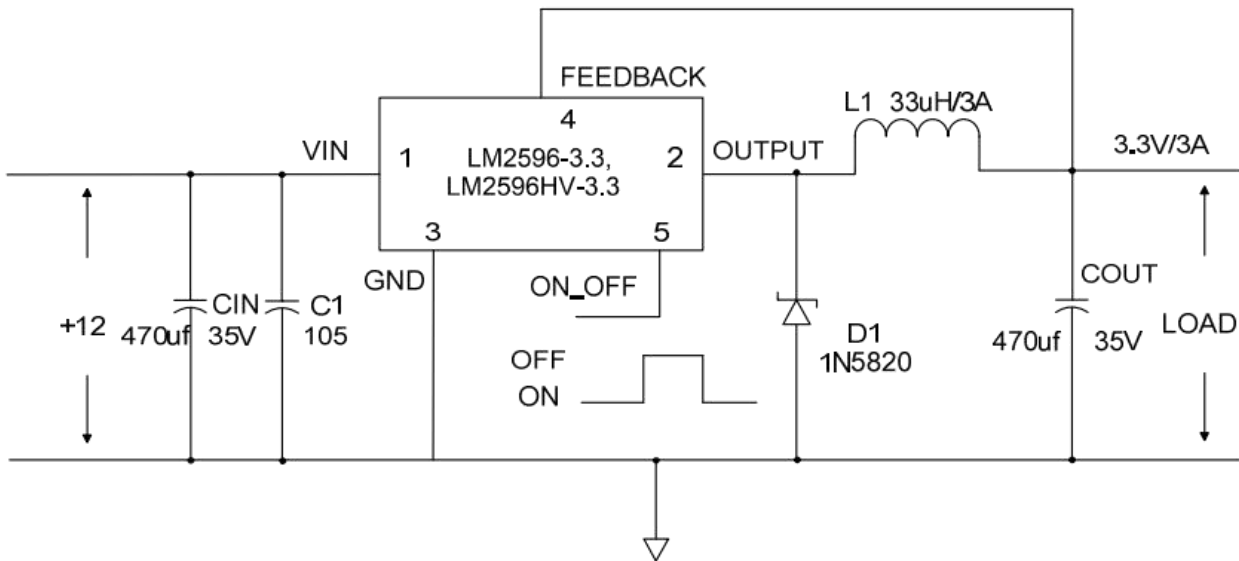 FEEDBACK
L1 33uH/3A
4
VIN
1
LM2596-3.3,
2
OUTPUT
3.3V/3A
LM2596HV-3.3
3
5
GND
ON_OFF
COUT
+12
CIN
C1
470uf 35V
105
D1
1N5820
470uf 35V
LOAD
OFF
ON